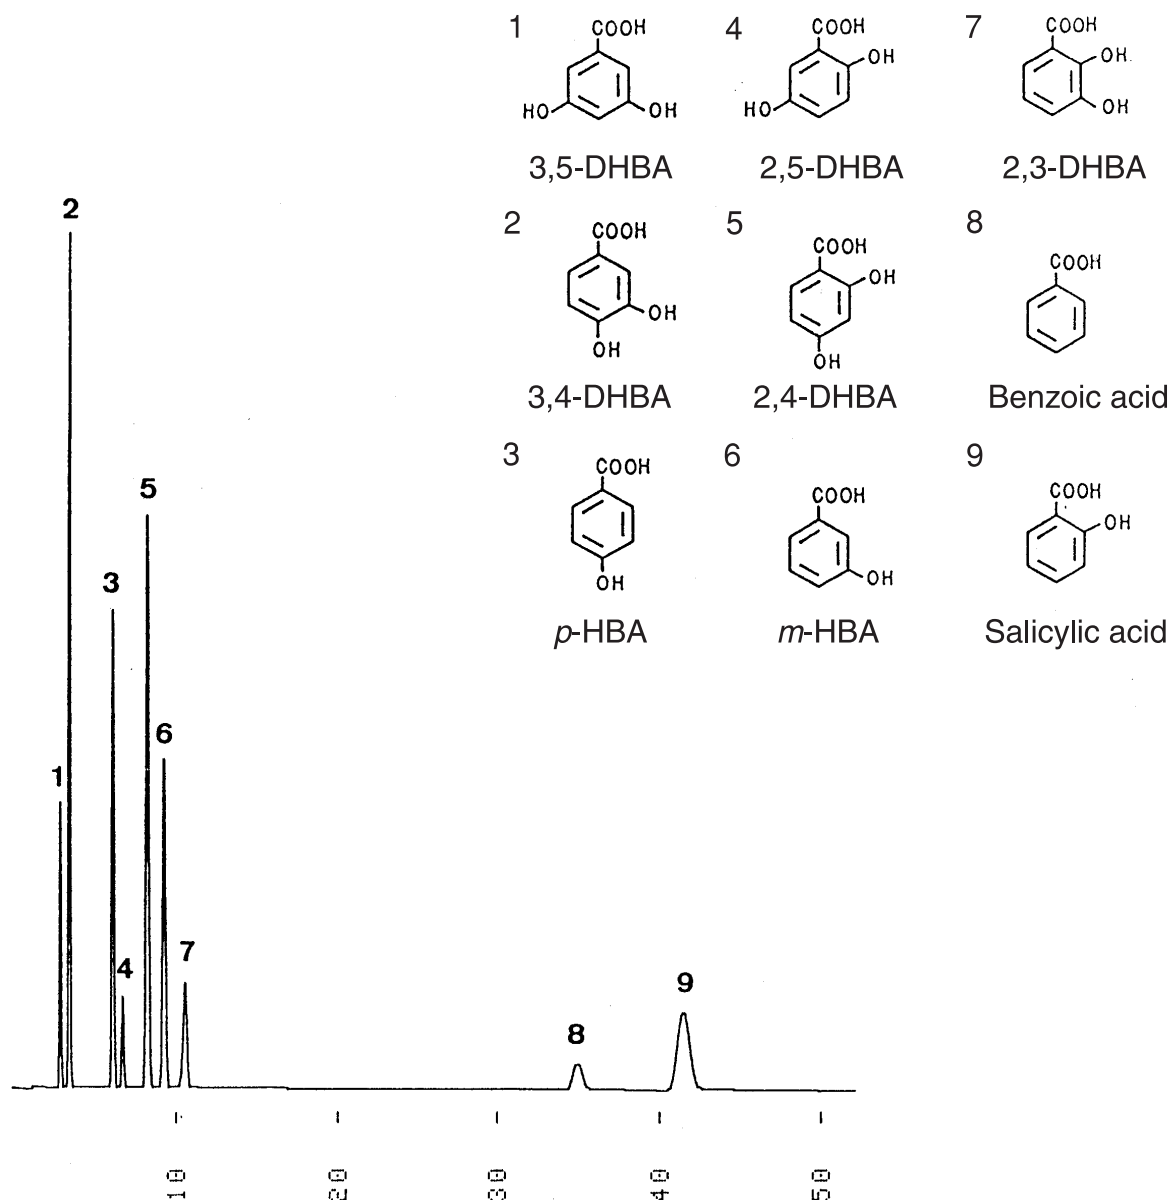 1
COOH
HO
OH
3,5-DHBA
4
COOH
OH
HO
2,5-DHBA
7
COOH
OH
OH
2,3-DHBA
2
COOH
OH
OH
3,4-DHBA
5
COOH
OH
OH
2,4-DHBA
8
COOH
Benzoic acid
3
COOH
OH
p-HBA
6
COOH
OH
m-HBA
9
COOH
OH
Salicylic acid
1
2
3
4
5
6
7
8
9
10
20
30
40
50